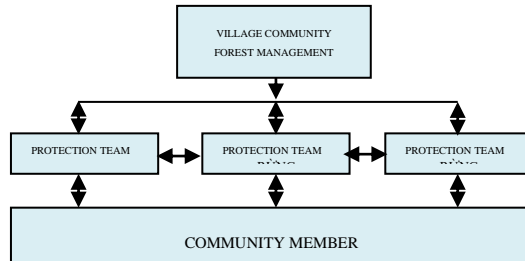 VILLAGE COMMUNITY
FOREST MANAGEMENT
PROTECTION TEAM
PROTECTION TEAM
PROTECTION TEAM
COMMUNITY MEMBER